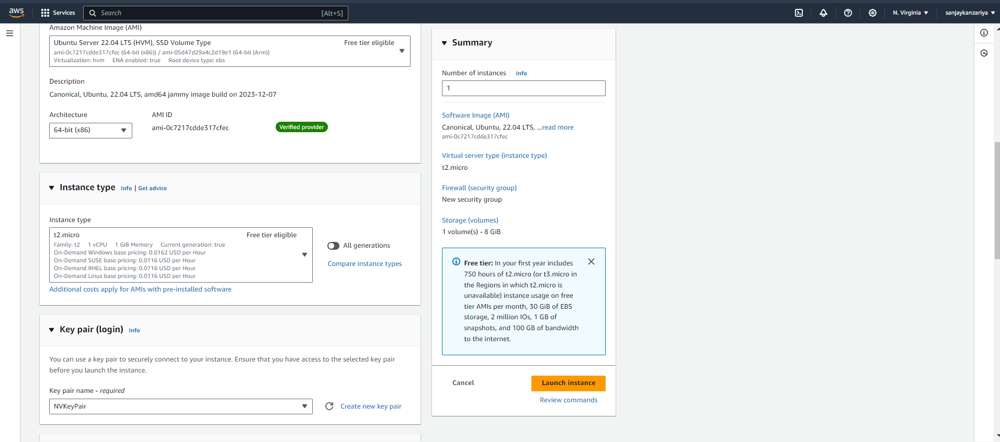 aws
Services
Search
[Alt+S]
N. Virginia
sanjaykanzariya
Amazon Machine Image (AMI)
Ubuntu Server 22.04 LTS (HVM), SSD Volume Type
Free tier eligible
ami-0c7217cdde317cfec (64-bit (x86)) / ami-05d47d29a4c2d19e1 (64-bit (Arm))
Virtualization: hvm ENA enabled: true Root device type: ebs
Description
Canonical, Ubuntu, 22.04 LTS, amd64 jammy image build on 2023-12-07
Architecture
AMI ID
64-bit (x86)
ami-0c7217cdde317cfec
Verified provider
Instance type Info | Get advice
Instance type
t2.micro
Free tier eligible
Family: t2 1 vCPU 1 GiB Memory Current generation: true
On-Demand Windows base pricing: 0.0162 USD per Hour
On-Demand SUSE base pricing: 0.0116 USD per Hour
On-Demand RHEL base pricing: 0.0716 USD per Hour
On-Demand Linux base pricing: 0.0116 USD per Hour
All generations
Compare instance types
Additional costs apply for AMIs with pre-installed software
Key pair (login) Info
You can use a key pair to securely connect to your instance. Ensure that you have access to the selected key pair
before you launch the instance.
Key pair name - required
NVKeyPair
Create new key pair
Summary
Number of instances Info
1
Software Image (AMI)
Canonical, Ubuntu, 22.04 LTS, ...read more
ami-0c7217cdde317cfec
Virtual server type (instance type)
t2.micro
Firewall (security group)
New security group
Storage (volumes)
1 volume(s) - 8 GiB
Free tier: In your first year includes
750 hours of t2.micro (or t3.micro in
the Regions in which t2.micro is
unavailable) instance usage on free
tier AMIs per month, 30 GiB of EBS
storage, 2 million IOs, 1 GB of
snapshots, and 100 GB of bandwidth
to the internet.
Cancel
Launch instance
Review commands